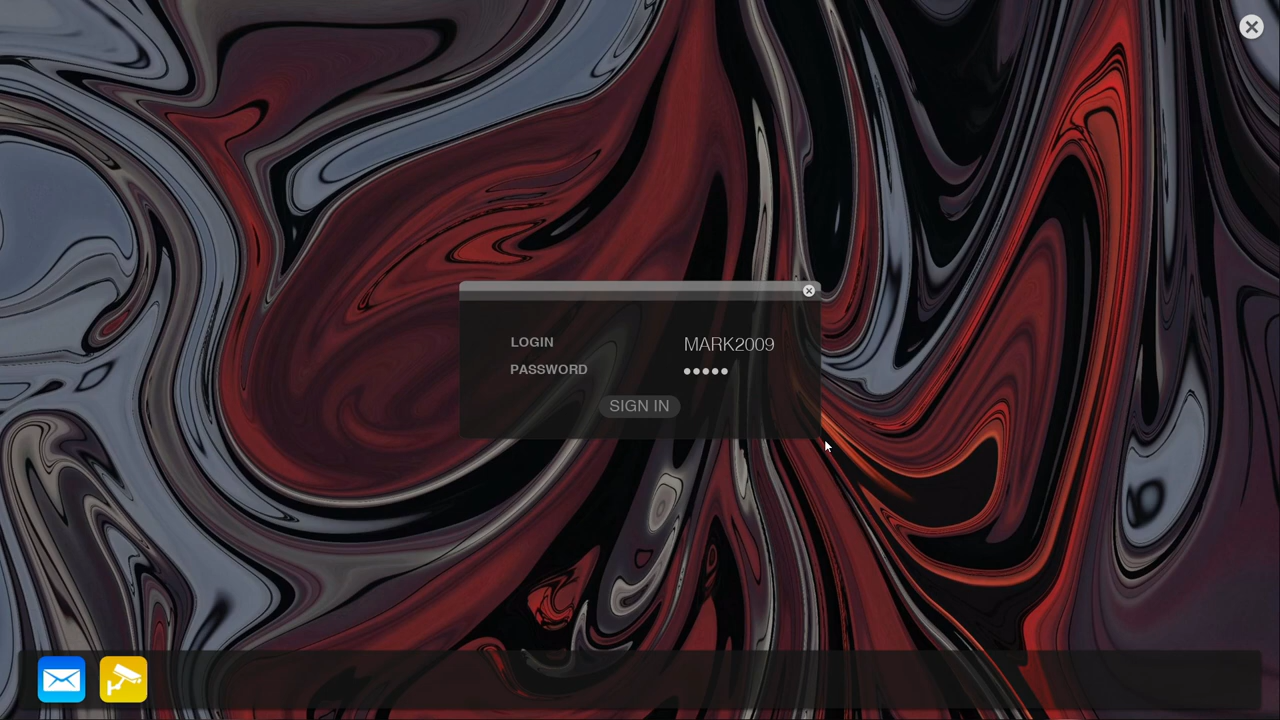 LOGIN MARK2009
PASSWORD •••••
SIGN IN